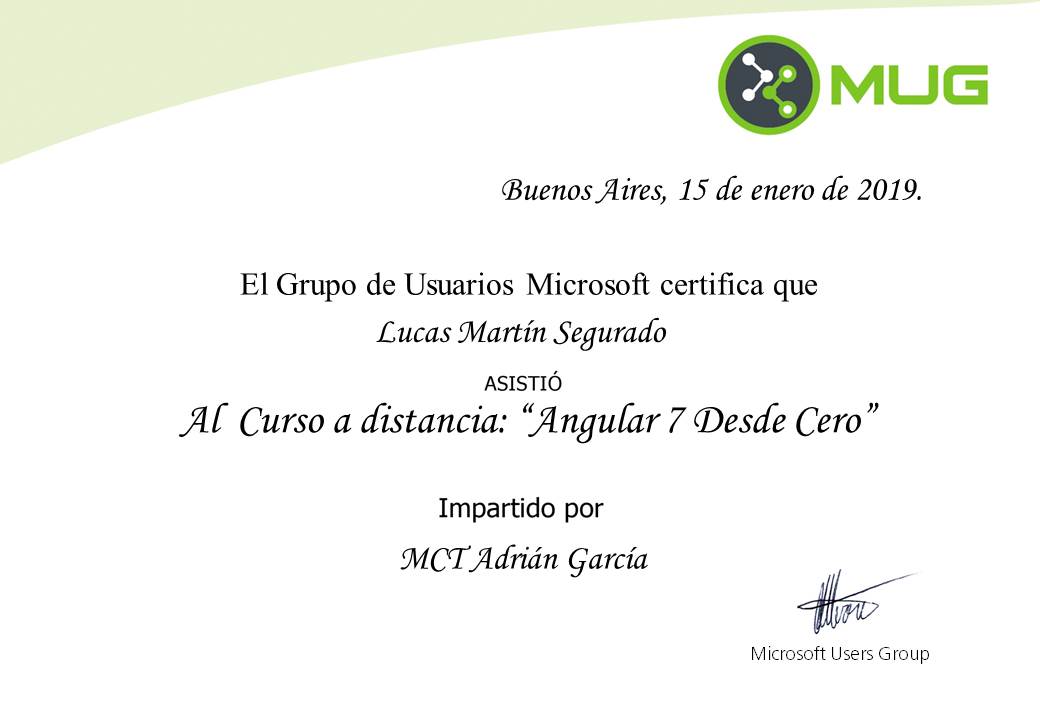 MUG
Buenos Aires, 15 de enero de 2019.
El Grupo de Usuarios Microsoft certifica que
Lucas Martín Segurado
ASISTIÓ
Al Curso a distancia: “Angular 7 Desde Cero”
Impartido por
MCT Adrián García
Microsoft Users Group